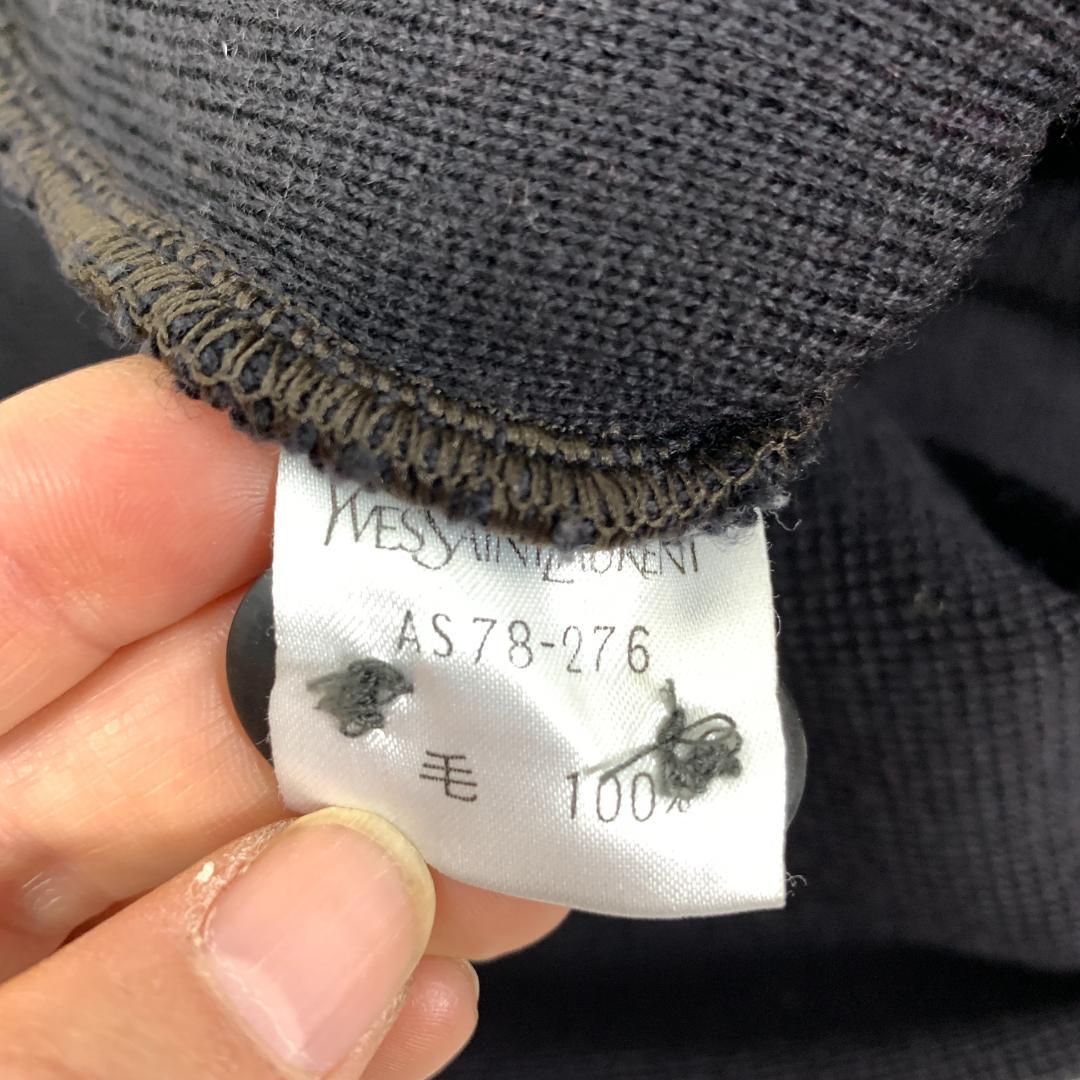 YVES SAINT LAURENT
AS78-276
毛 100%